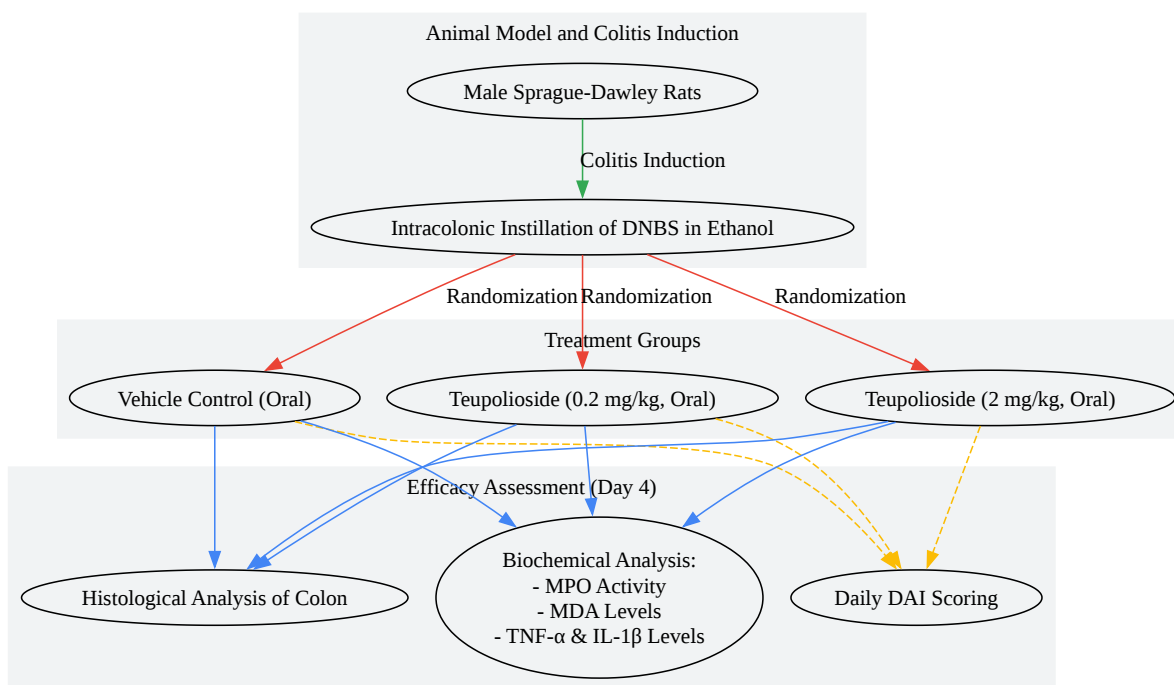 Animal Model and Colitis Induction
Male Sprague-Dawley Rats
Colitis Induction
Intracolonic Instillation of DNBS in Ethanol
Randomization
Randomization
Randomization
Treatment Groups
Vehicle Control (Oral)
Teupolioside (0.2 mg/kg, Oral)
Teupolioside (2 mg/kg, Oral)
Efficacy Assessment (Day 4)
Histological Analysis of Colon
Biochemical Analysis:
- MPO Activity
- MDA Levels
- TNF-α & IL-1β Levels
Daily DAI Scoring